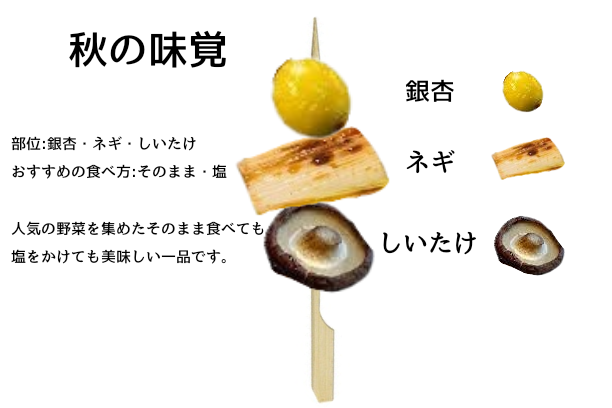 秋の味覚
部位:銀杏・ネギ・しいたけ
おすすめの食べ方:そのまま・塩
人気の野菜を集めたそのまま食べても
塩をかけても美味しい一品です。
銀杏
ネギ
しいたけ